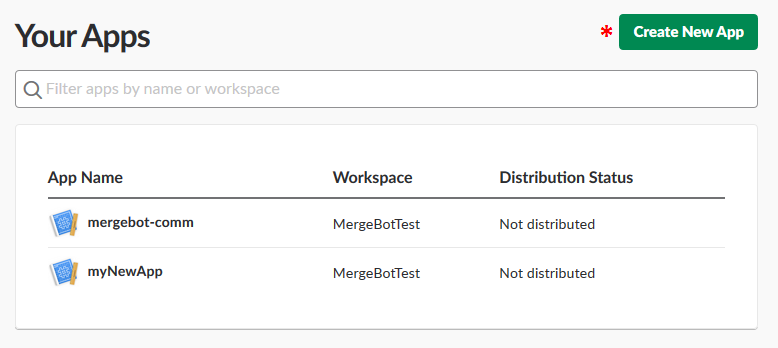 Your Apps
* Create New App
Filter apps by name or workspace
App Name Workspace Distribution Status
mergebot-comm MergeBotTest Not distributed
myNewApp MergeBotTest Not distributed